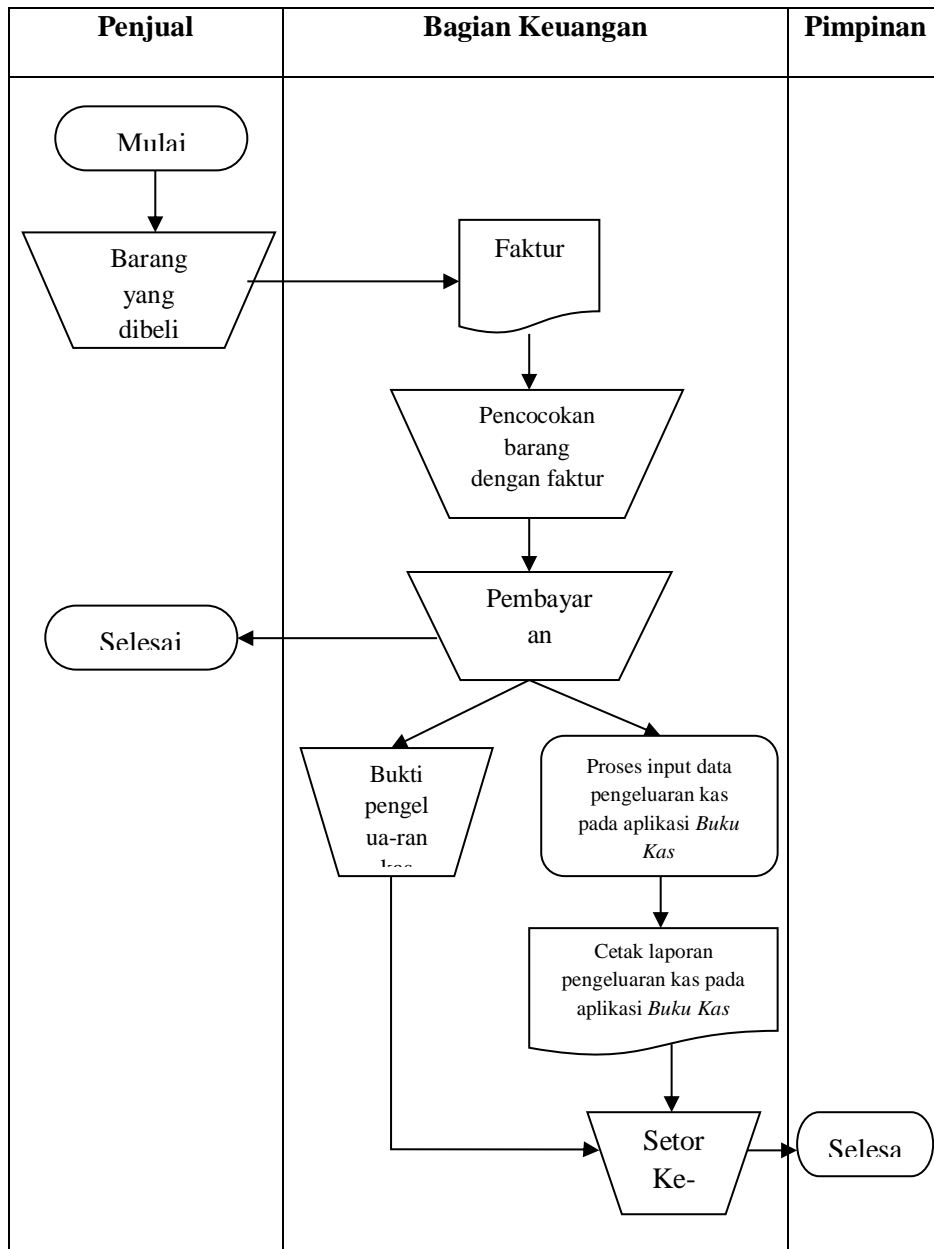 Penjual
Bagian Keuangan
Pimpinan
Mulai
Barang
yang
dibeli
Faktur
Pencocokan
barang
dengan faktur
Pembayar
an
Selesai
Bukti
pengel
ua-ran
kas
Proses input data
pengeluaran kas
pada aplikasi Buku
Kas
Cetak laporan
pengeluaran kas pada
aplikasi Buku Kas
Setor
Ke-
Selesa